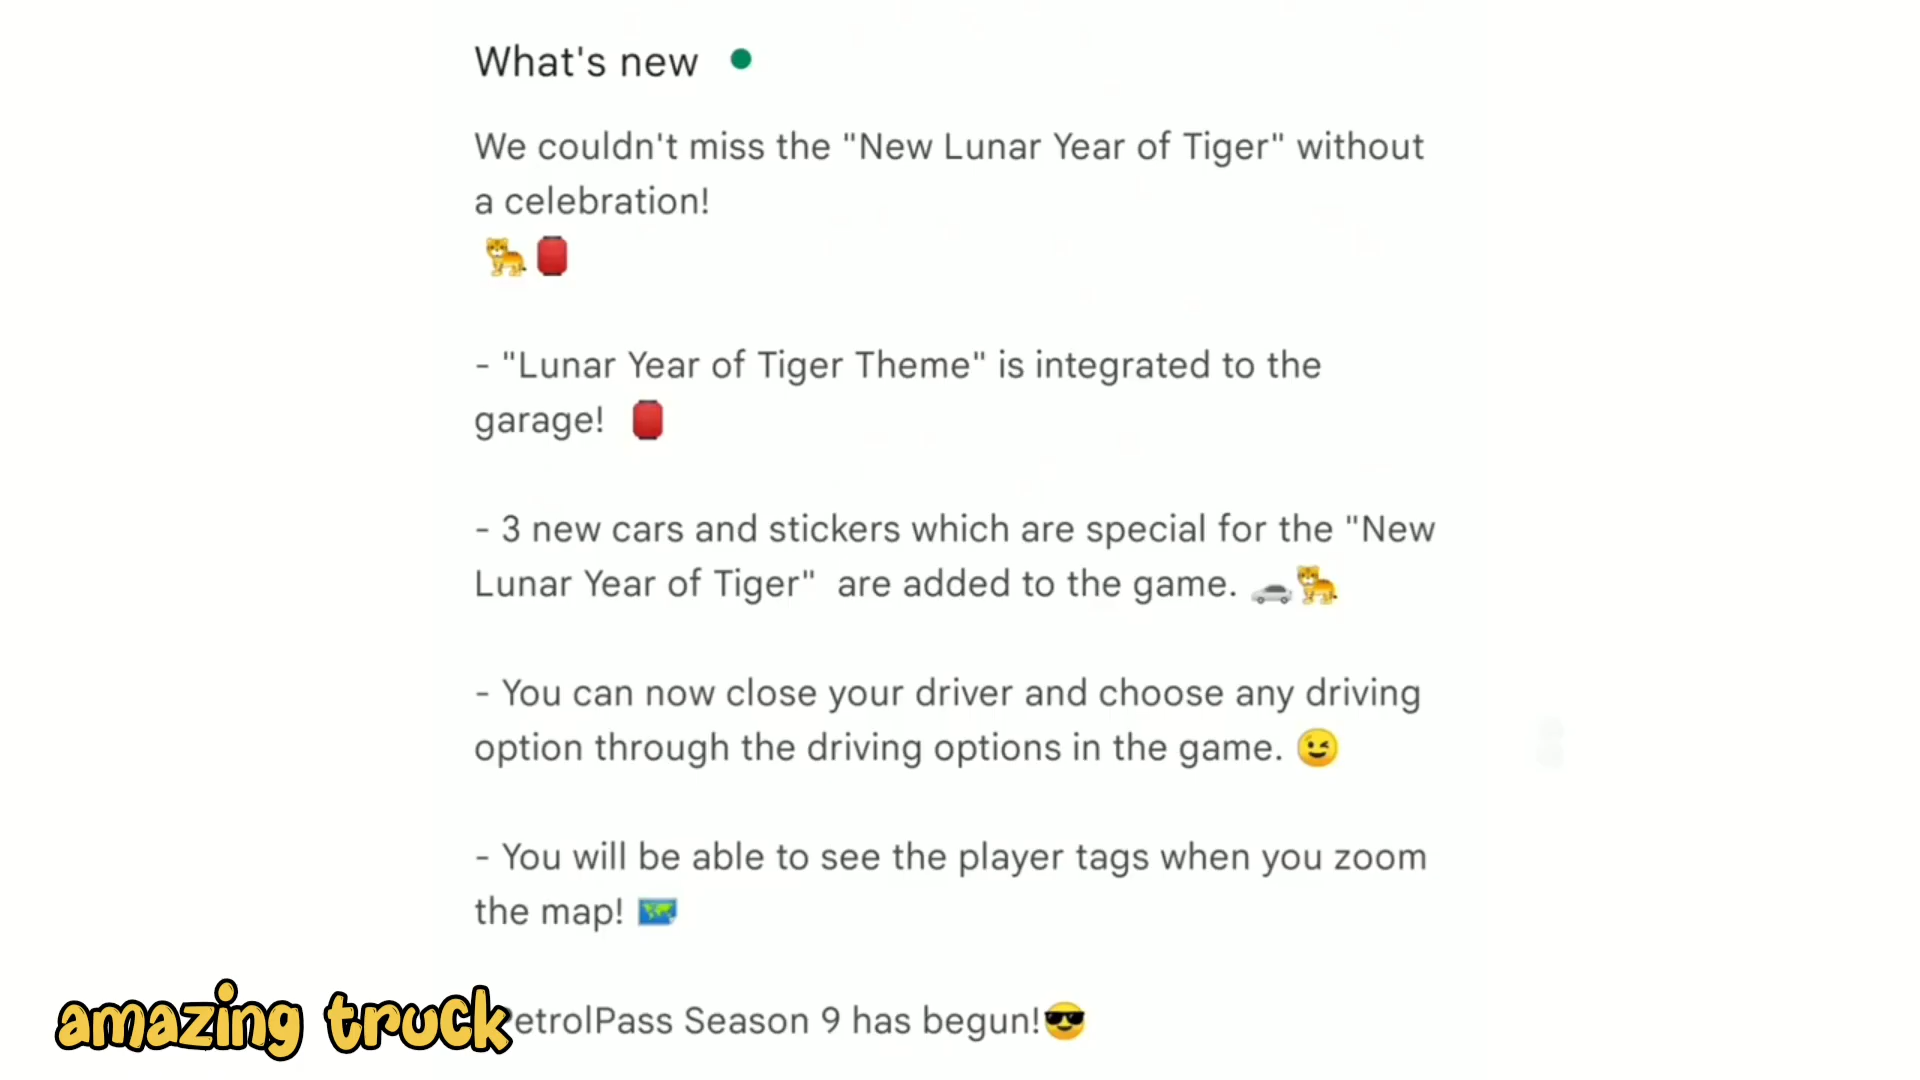 What's new
We couldn't miss the "New Lunar Year of Tiger" without
a celebration!
- "Lunar Year of Tiger Theme" is integrated to the
garage!
- 3 new cars and stickers which are special for the "New
Lunar Year of Tiger" are added to the game.
- You can now close your driver and choose any driving
option through the driving options in the game.
- You will be able to see the player tags when you zoom
the map!
PetrolPass Season 9 has begun!
amazing truck